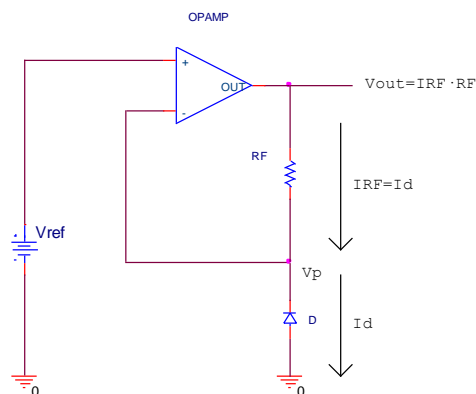 OPAMP
+
OUT
-
Vout=IRF·RF
RF
IRF=Id
Vref
Vp
D
Id
0
0